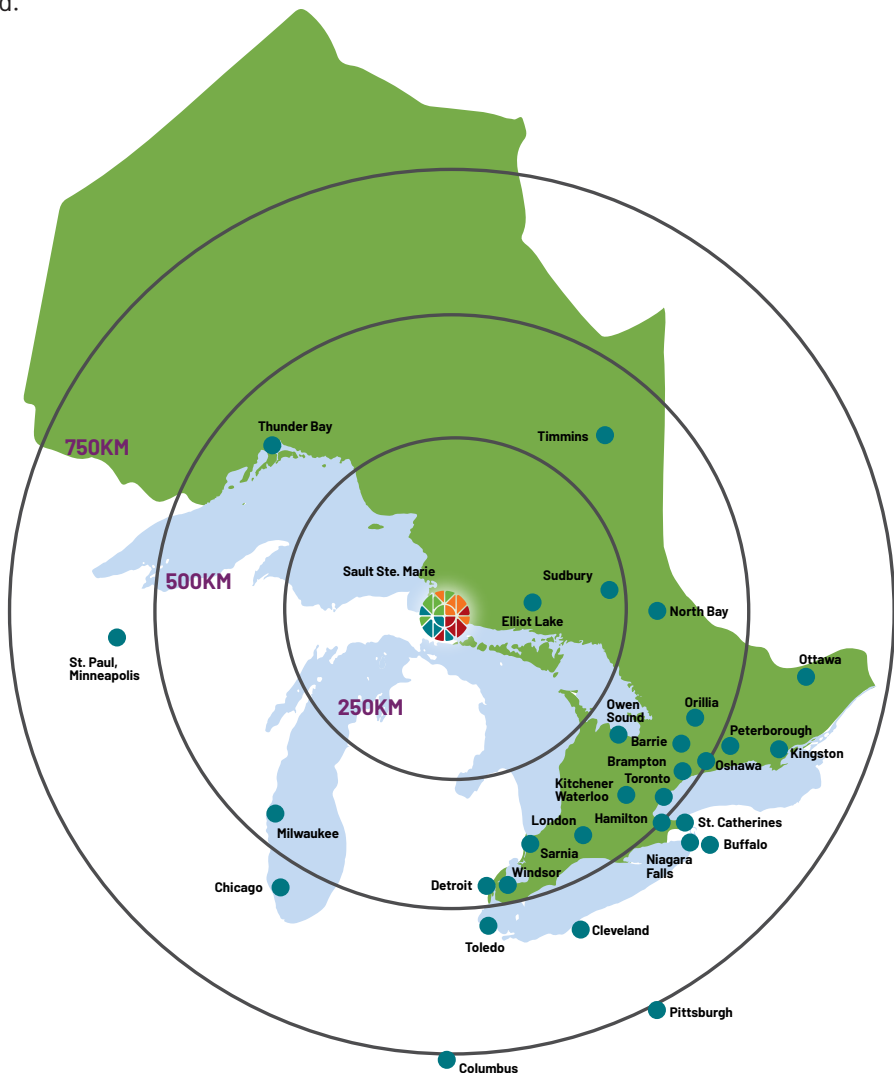 d.
Thunder Bay
Timmins
750KM
Sault Ste. Marie
Sudbury
500KM
Elliot Lake
North Bay
St. Paul,
Minneapolis
Ottawa
250KM
Owen
Sound
Orillia
Barrie
Peterborough
Kingston
Brampton
Oshawa
Toronto
Kitchener
Waterloo
Milwaukee
London
Hamilton
St. Catherines
Sarnia
Buffalo
Niagara
Falls
Windsor
Detroit
Chicago
Toledo
Cleveland
Pittsburgh
Columbus